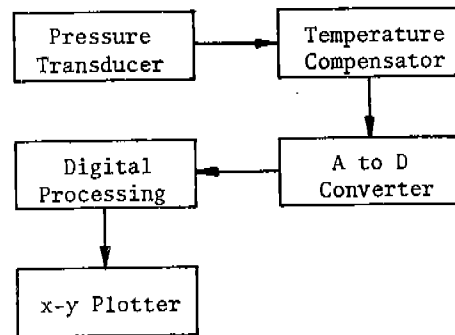 Pressure
Transducer
Temperature
Compensator
A to D
Converter
Digital
Processing
x-y Plotter